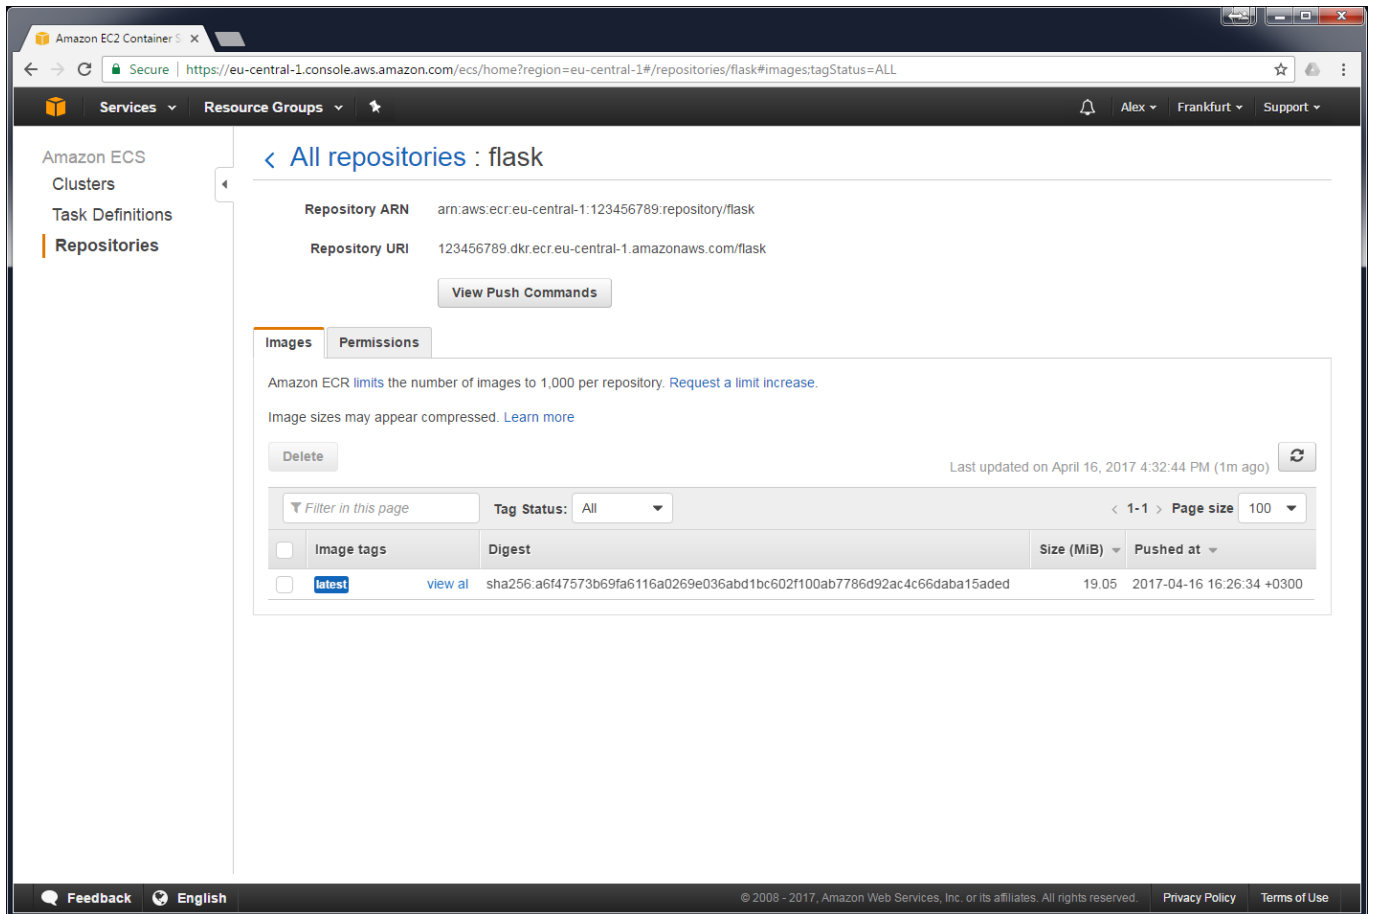 Amazon EC2 Container S
Secure https://eu-central-1.console.aws.amazon.com/ecs/home?region=eu-central-1#/repositories/flask#images;tagStatus=ALL
Services Resource Groups Alex Frankfurt Support
Amazon ECS
Clusters
Task Definitions
Repositories
All repositories : flask
Repository ARN arn:aws:ecr:eu-central-1:123456789:repository/flask
Repository URI 123456789.dkr.ecr.eu-central-1.amazonaws.com/flask
View Push Commands
Images Permissions
Amazon ECR limits the number of images to 1,000 per repository. Request a limit increase.
Image sizes may appear compressed. Learn more
Delete
Last updated on April 16, 2017 4:32:44 PM (1m ago)
Filter in this page Tag Status: All 1-1 Page size 100
Image tags Digest Size (MiB) Pushed at
latest view al sha256:a6f47573b69fa6116a0269e036abd1bc602f100ab7786d92ac4c66daba15aded 19.05 2017-04-16 16:26:34 +0300
Feedback English © 2008 - 2017, Amazon Web Services, Inc. or its affiliates. All rights reserved. Privacy Policy Terms of Use